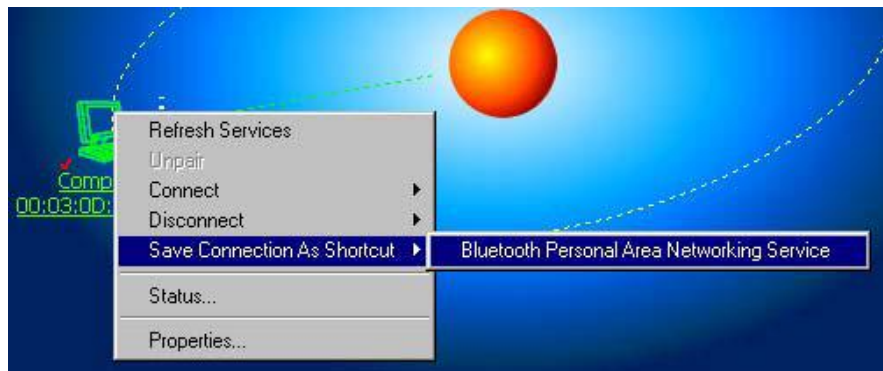 Refresh Services
Unpair
Comp
Connect
00:03:0D:
Disconnect
Save Connection As Shortcut
Bluetooth Personal Area Networking Service
Status...
Properties...